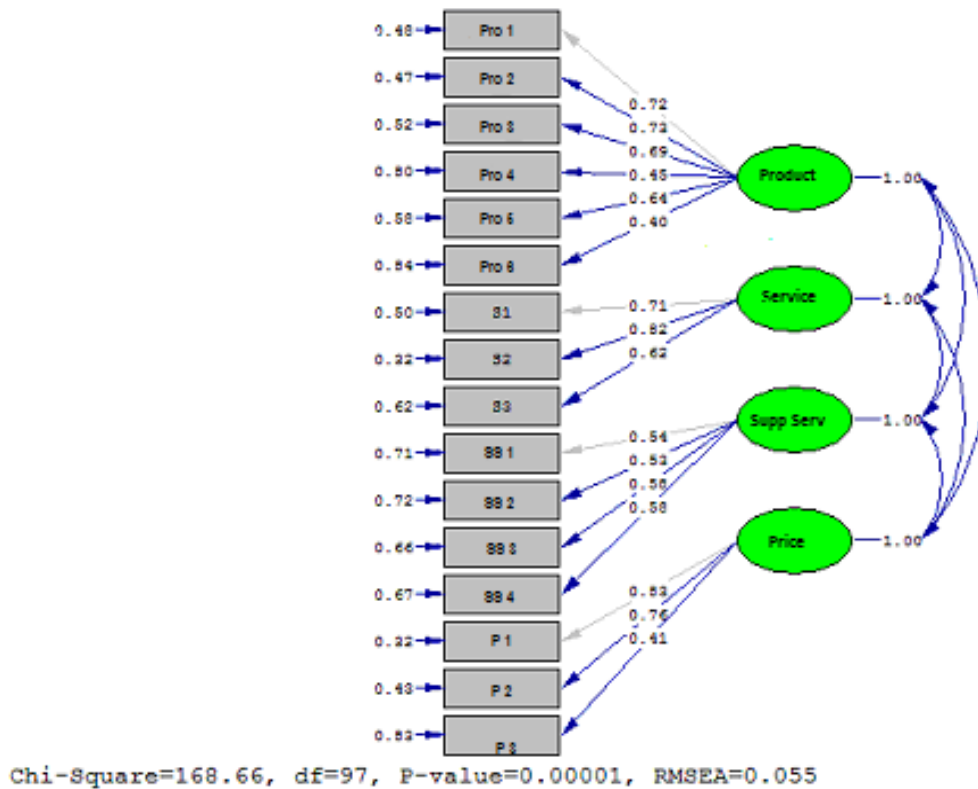 0.48 Pro 1
0.47 Pro 2
0.52 Pro 3
0.80 Pro 4
0.58 Pro 5
0.84 Pro 6
0.50 S1
0.32 S2
0.62 S3
0.71 SS 1
0.72 SS 2
0.66 SS 3
0.67 SS 4
0.32 P 1
0.43 P 2
0.83 P 3
0.72
0.73
0.69
0.45
0.64
0.40
0.71
0.82
0.62
0.54
0.53
0.58
0.58
0.83
0.76
0.41
Product 1.00
Service 1.00
Supp Serv 1.00
Price 1.00
Chi-Square=168.66, df=97, P-value=0.00001, RMSEA=0.055